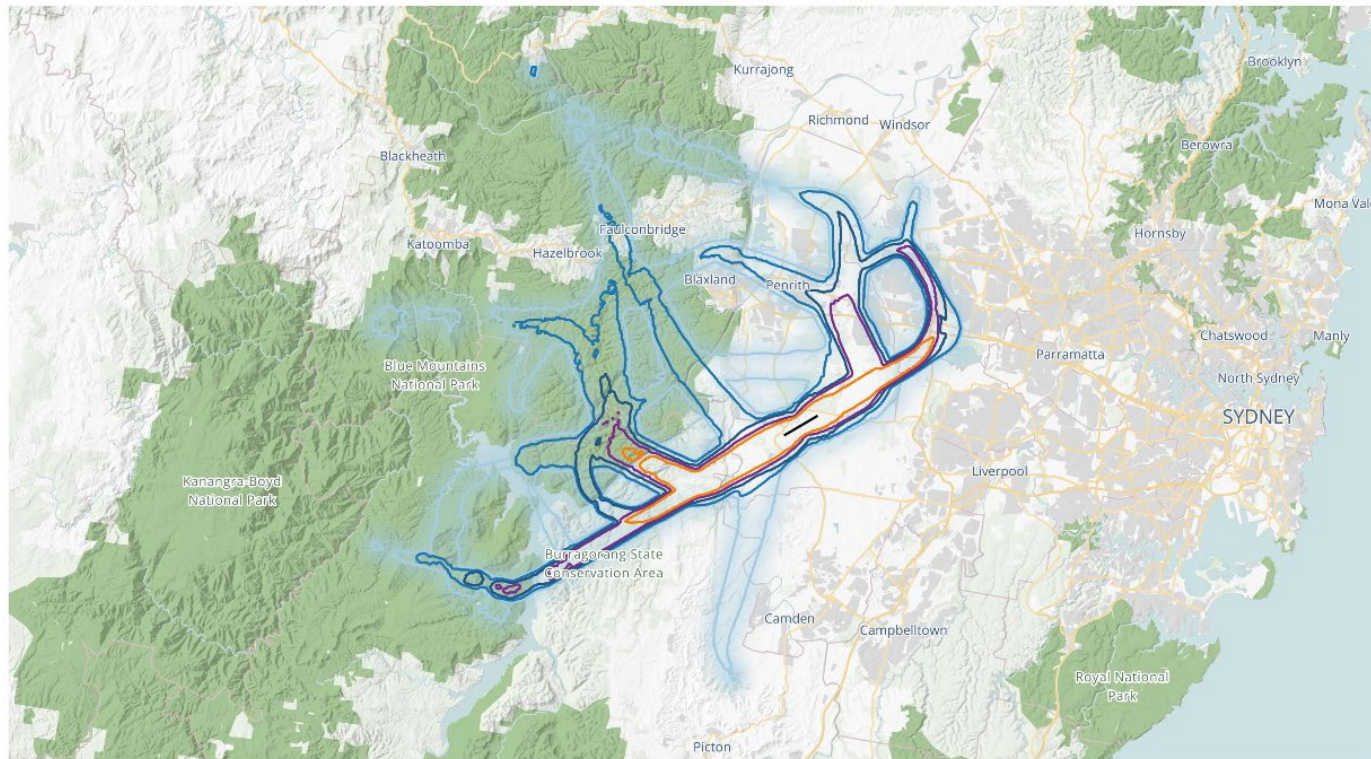 Brooklyn
Kurrajong
Richmond
Windsor
Berowra
Blackheath
Mona Vale
Faulconbridge
Hornsby
Katoomba
Hazelbrook
Blaxland
Penrith
Chatswood
Manly
Parramatta
Blue Mountains
National Park
North Sydney
SYDNEY
Liverpool
Kanangra-Boyd
National Park
Burragorang State
Conservation Area
Camden
Campbelltown
Royal National
Park
Picton